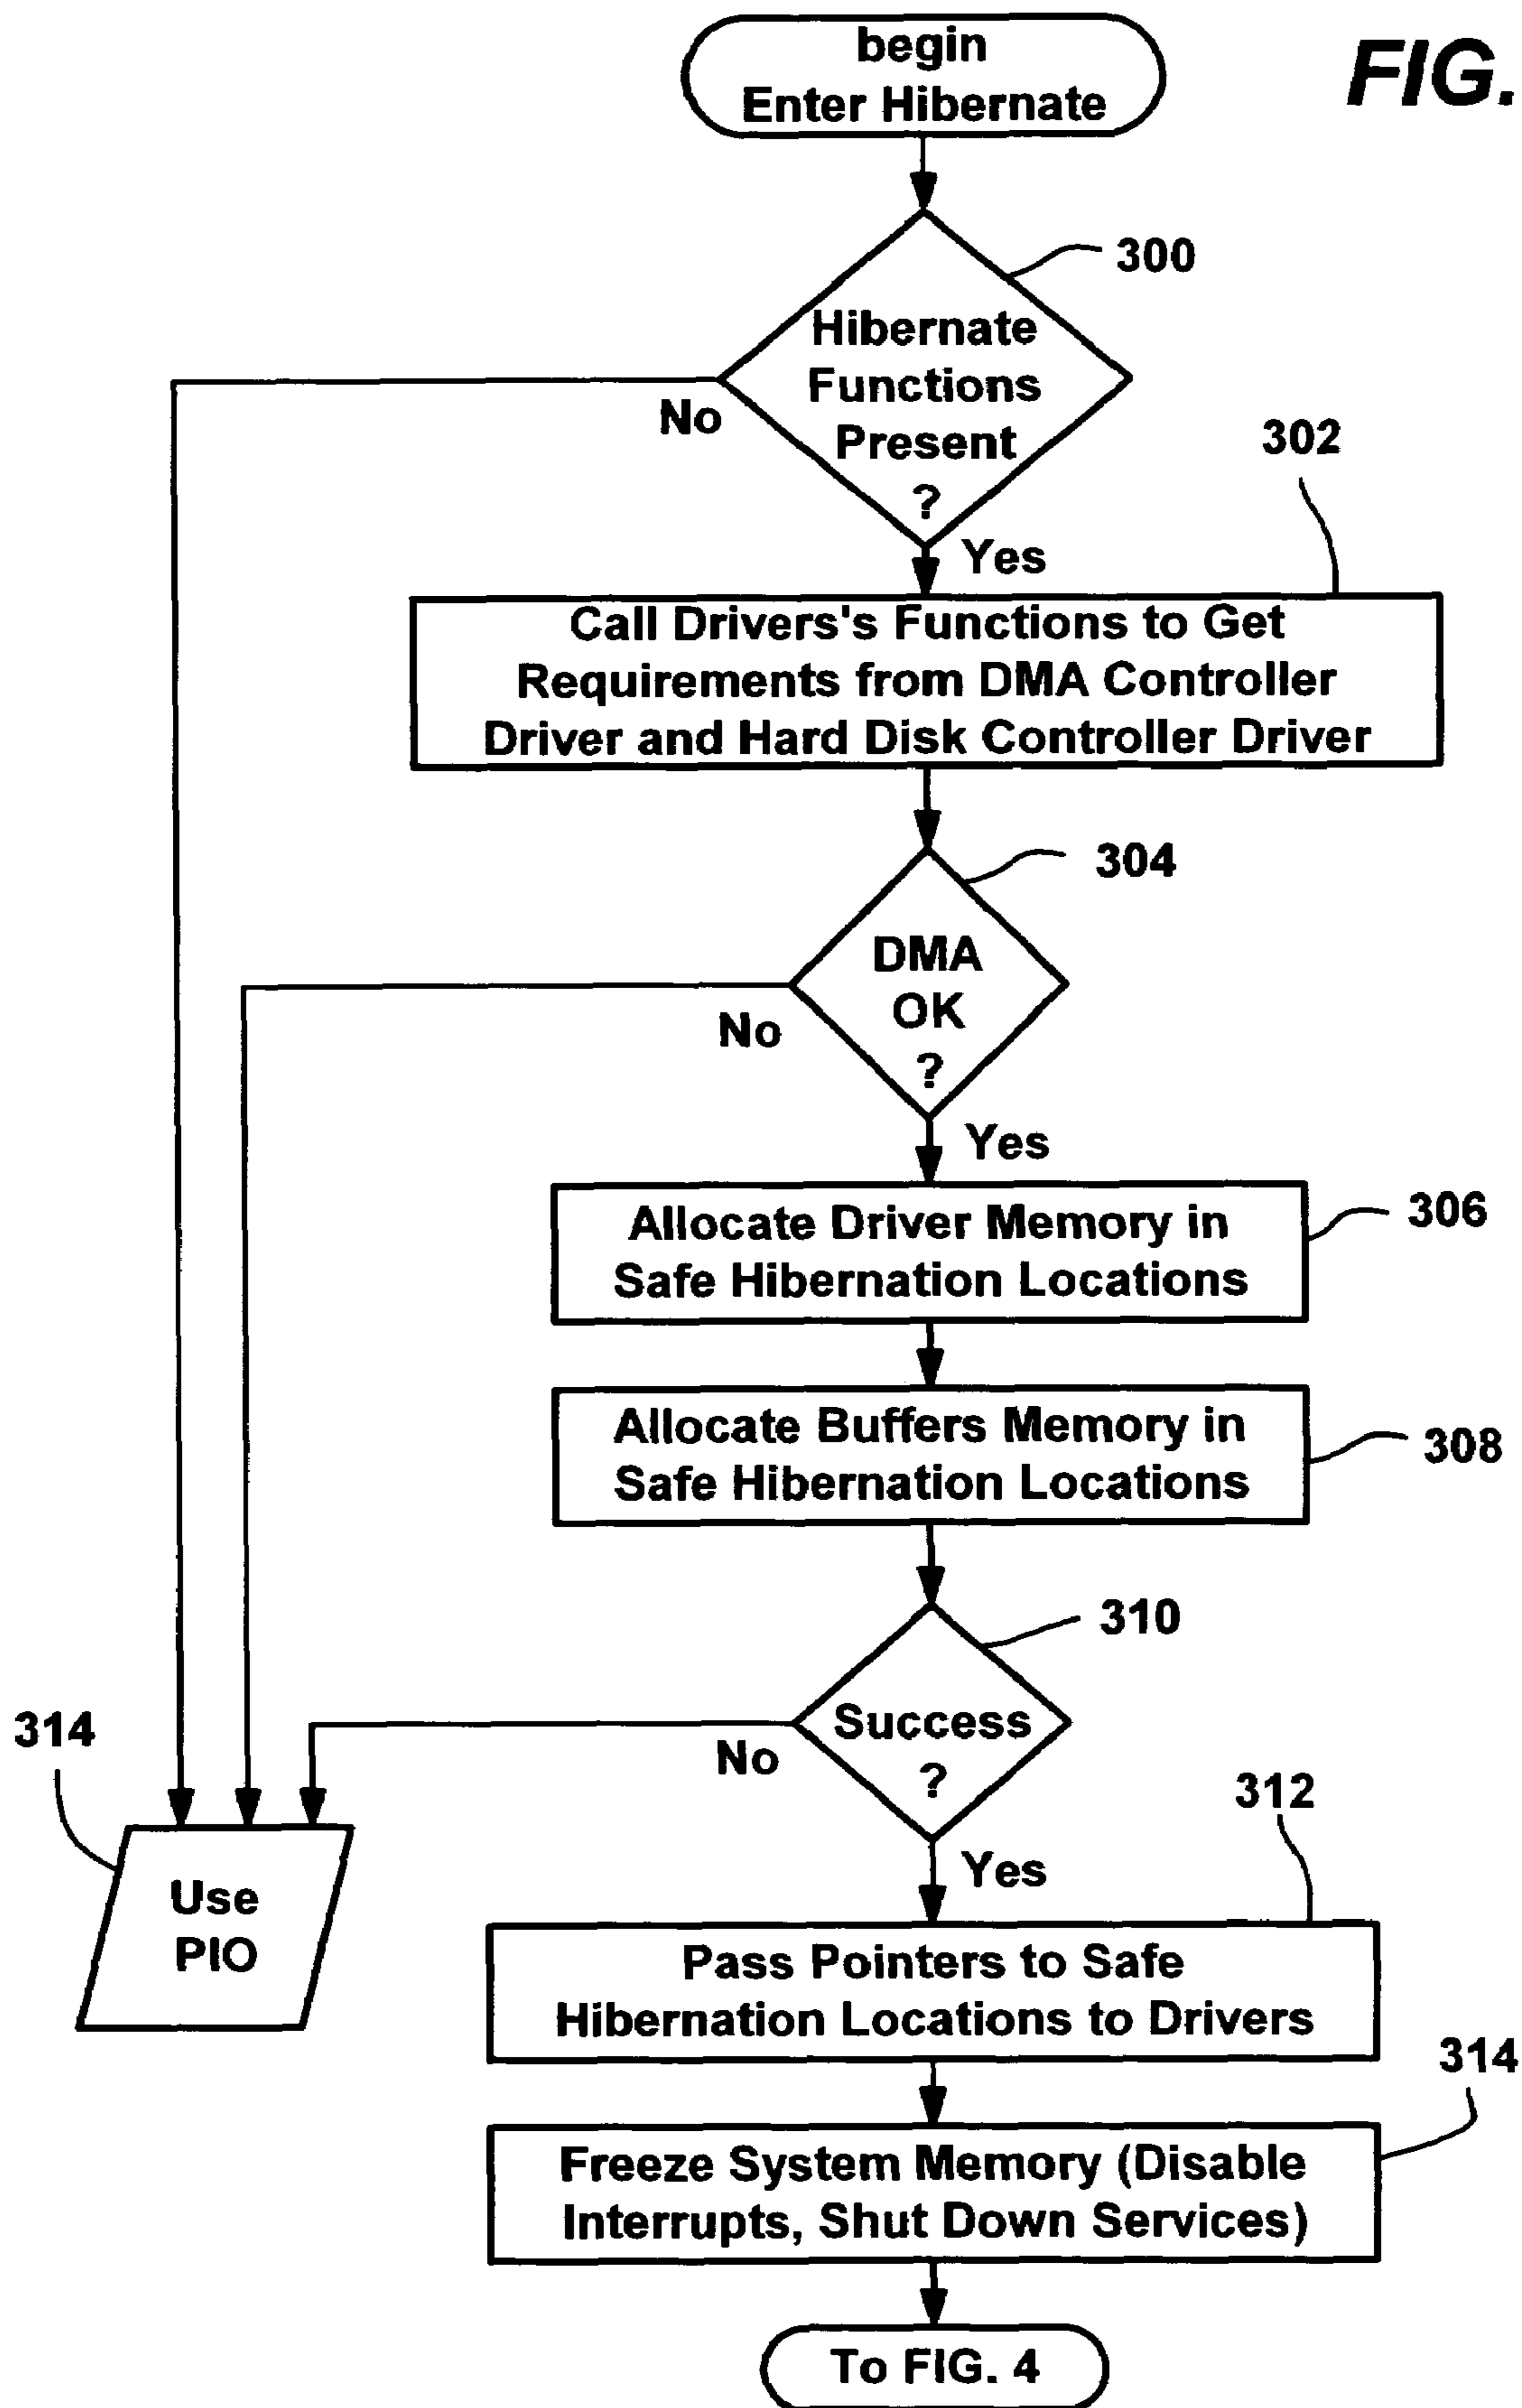 begin
Enter Hibernate
FIG.
300
Hibernate
Functions
Present
?
No
Yes
302
Call Drivers's Functions to Get
Requirements from DMA Controller
Driver and Hard Disk Controller Driver
304
DMA
OK
?
No
Yes
306
Allocate Driver Memory in
Safe Hibernation Locations
308
Allocate Buffers Memory in
Safe Hibernation Locations
310
Success
?
No
Yes
314
Use
PIO
312
Pass Pointers to Safe
Hibernation Locations to Drivers
314
Freeze System Memory (Disable
Interrupts, Shut Down Services)
To FIG. 4